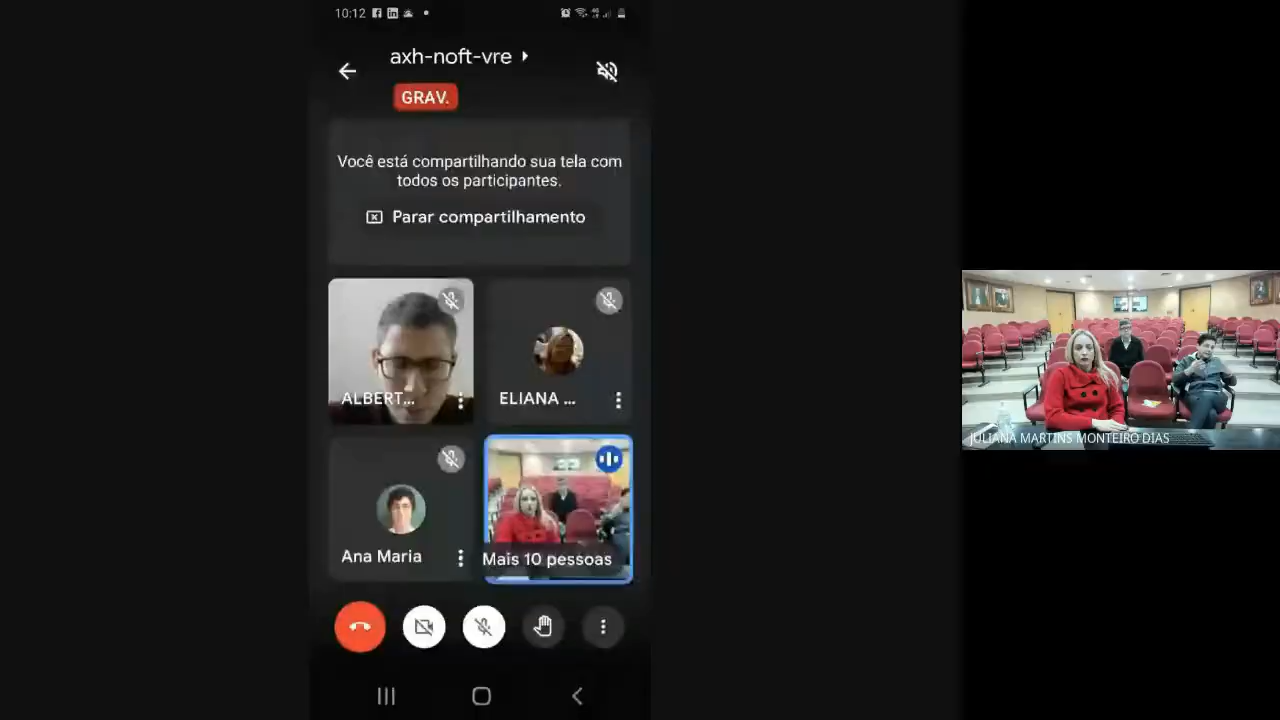 10:12
axh-noft-vre
GRAV.
Você está compartilhando sua tela com
todos os participantes.
Parar compartilhamento
ALBERT...
ELIANA ...
Ana Maria
Mais 10 pessoas
JULIANA MARTINS MONTEIRO DIAS